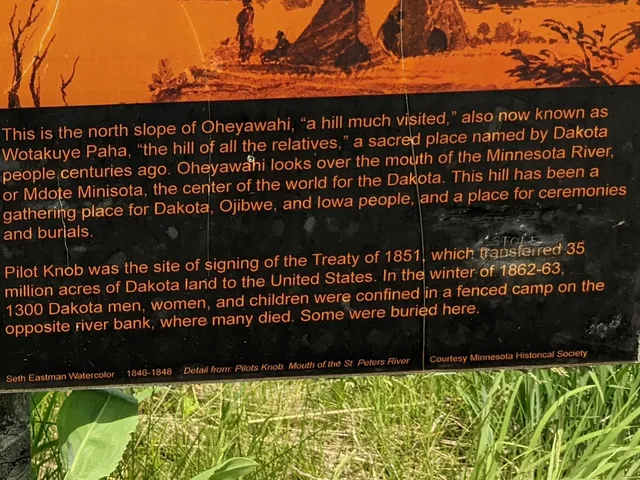 This is the north slope of Oheyawahi, “a hill much visited,” also now known as
Wotakuye Paha, “the hill of all the relatives,” a sacred place named by Dakota
people centuries ago. Oheyawahi looks over the mouth of the Minnesota River,
or Mdote Minisota, the center of the world for the Dakota. This hill has been a
gathering place for Dakota, Ojibwe, and Iowa people, and a place for ceremonies
and burials.
Pilot Knob was the site of signing of the Treaty of 1851, which transferred 35
million acres of Dakota land to the United States. In the winter of 1862-63,
1300 Dakota men, women, and children were confined in a fenced camp on the
opposite river bank, where many died. Some were buried here.
Seth Eastman Watercolor 1846-1848 Detail from: Pilots Knob. Mouth of the St. Peters River Courtesy Minnesota Historical Society